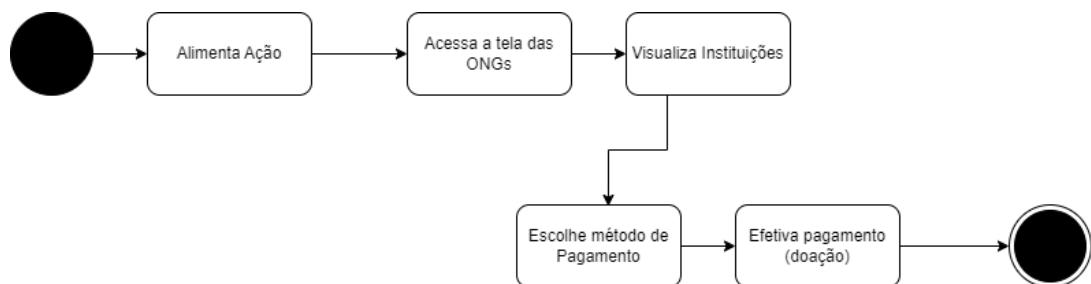 Alimenta Ação
Acessa a tela das
ONGs
Visualiza Instituições
Escolhe método de
Pagamento
Efetiva pagamento
(doação)